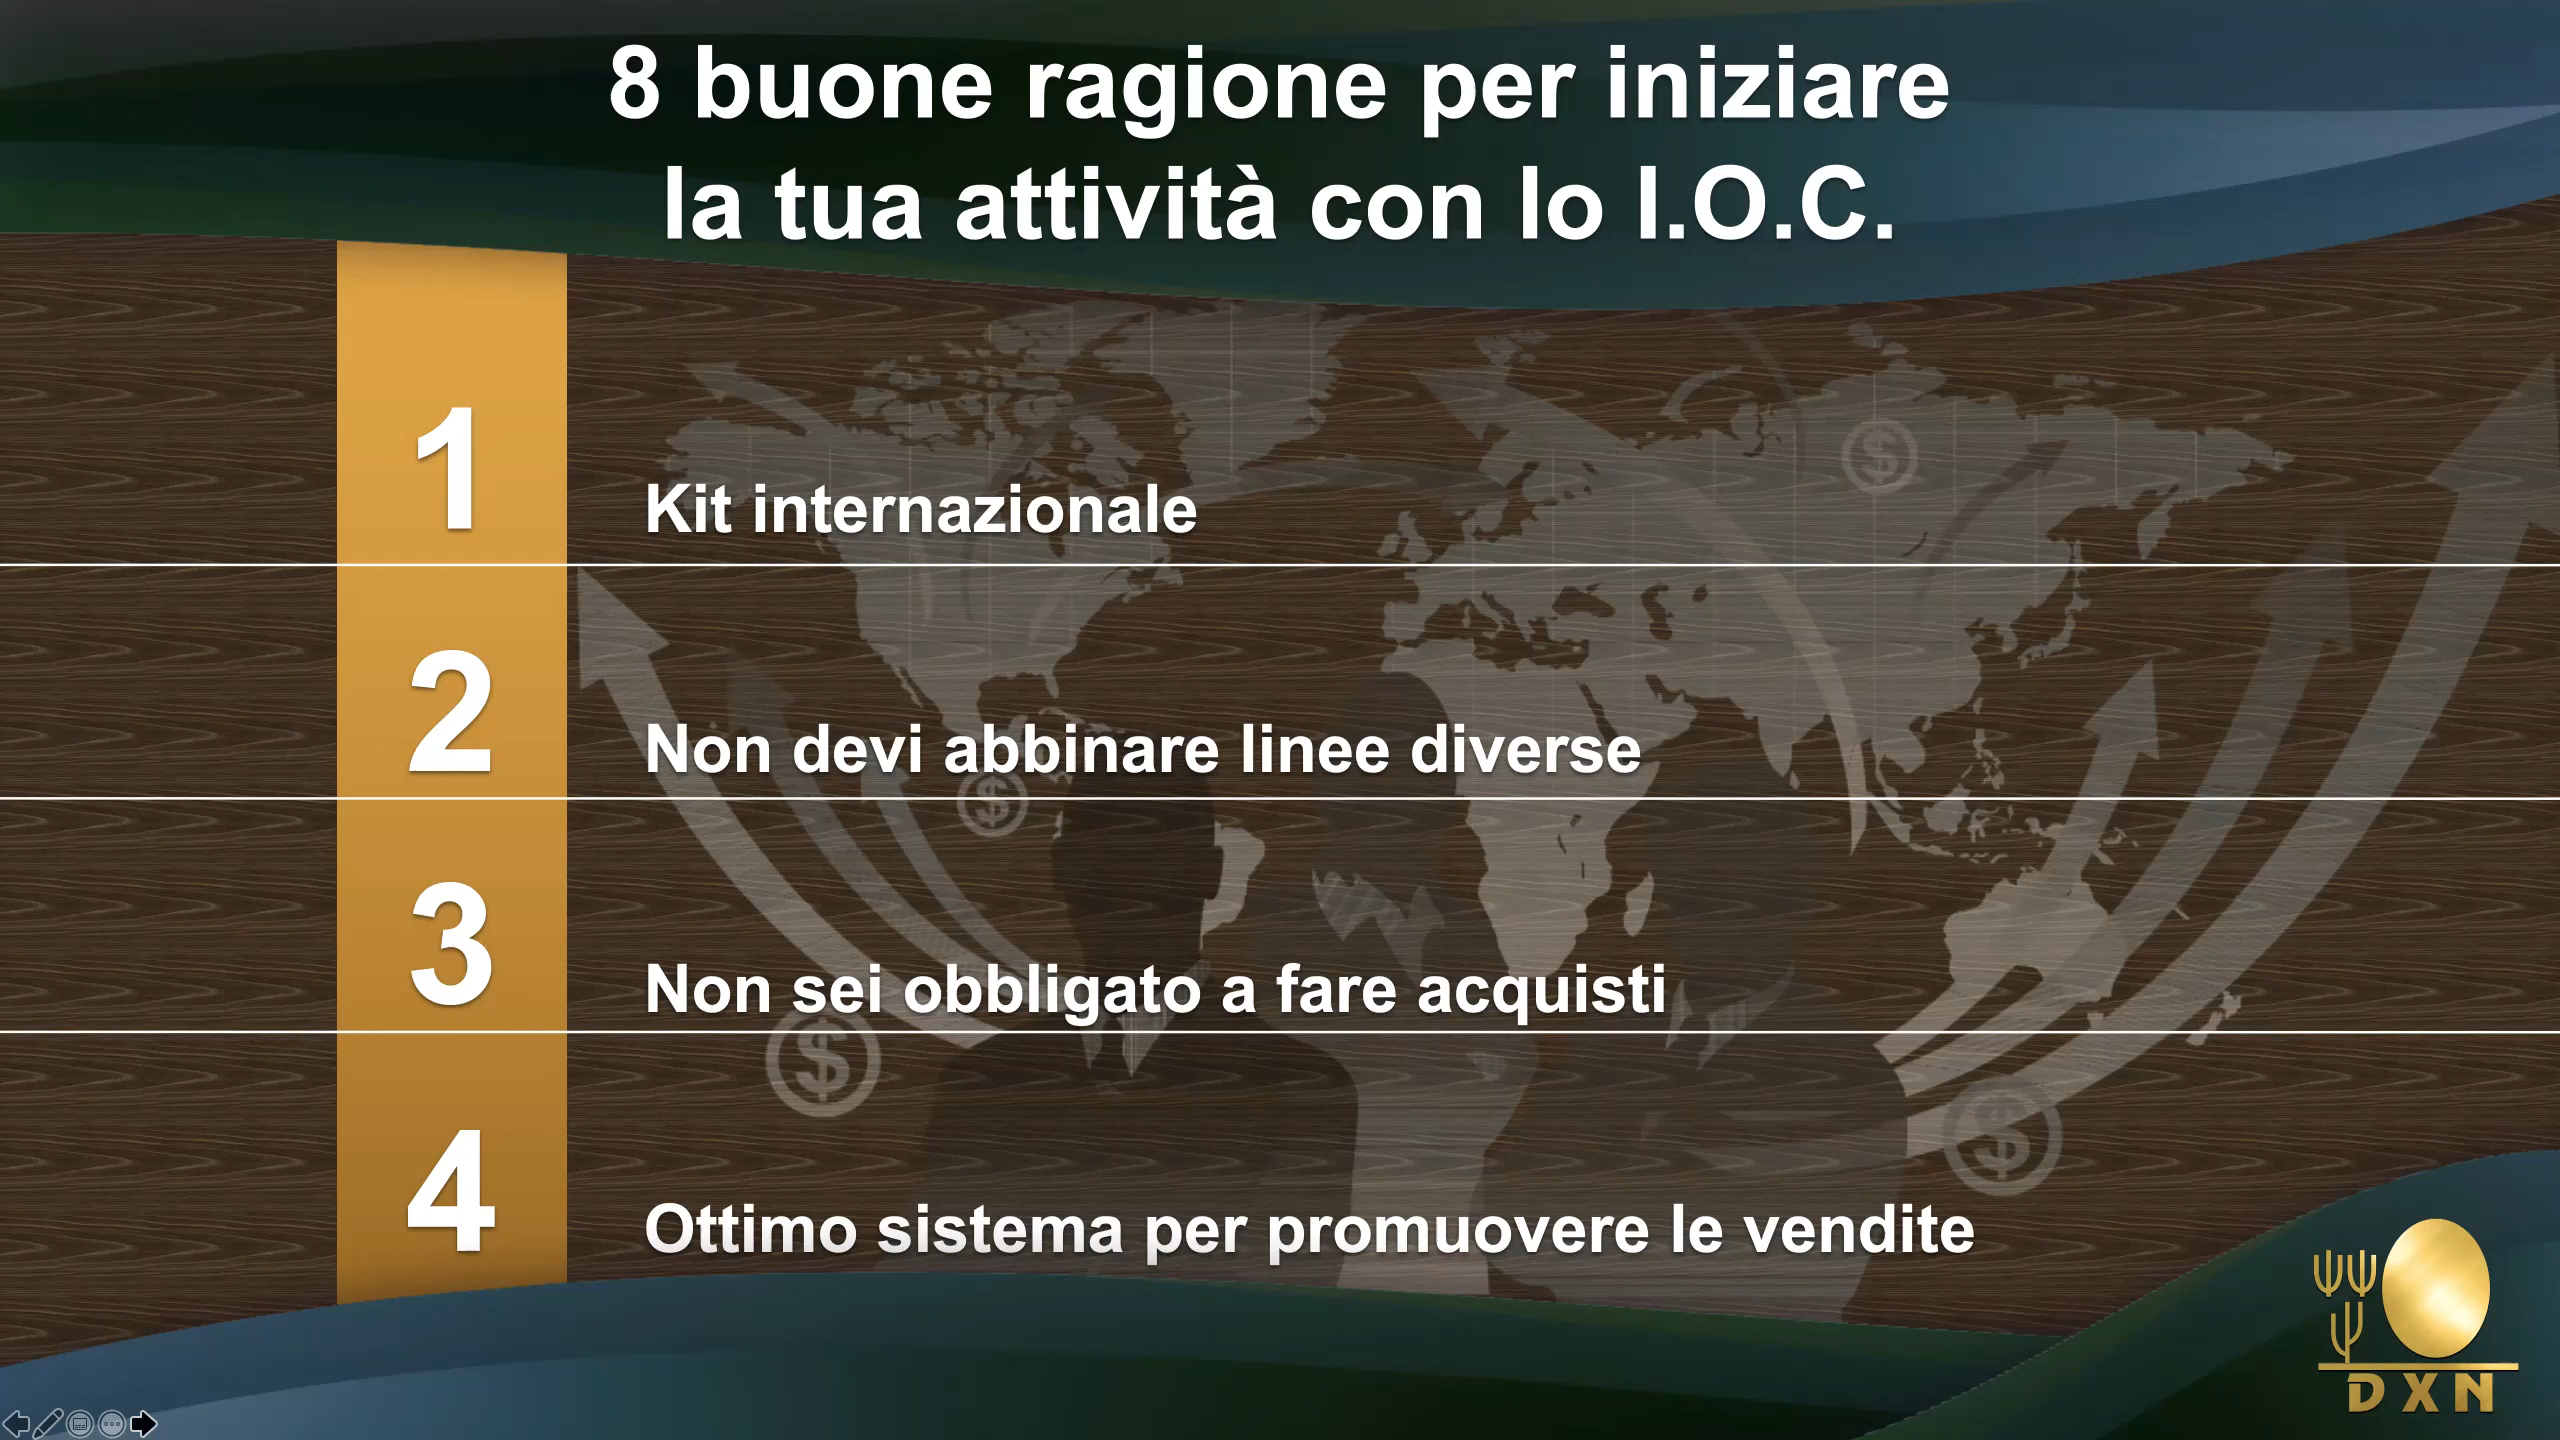 8 buone ragione per iniziare
la tua attività con lo I.O.C.
1
Kit internazionale
2
Non devi abbinare linee diverse
3
Non sei obbligato a fare acquisti
4
Ottimo sistema per promuovere le vendite
DXN